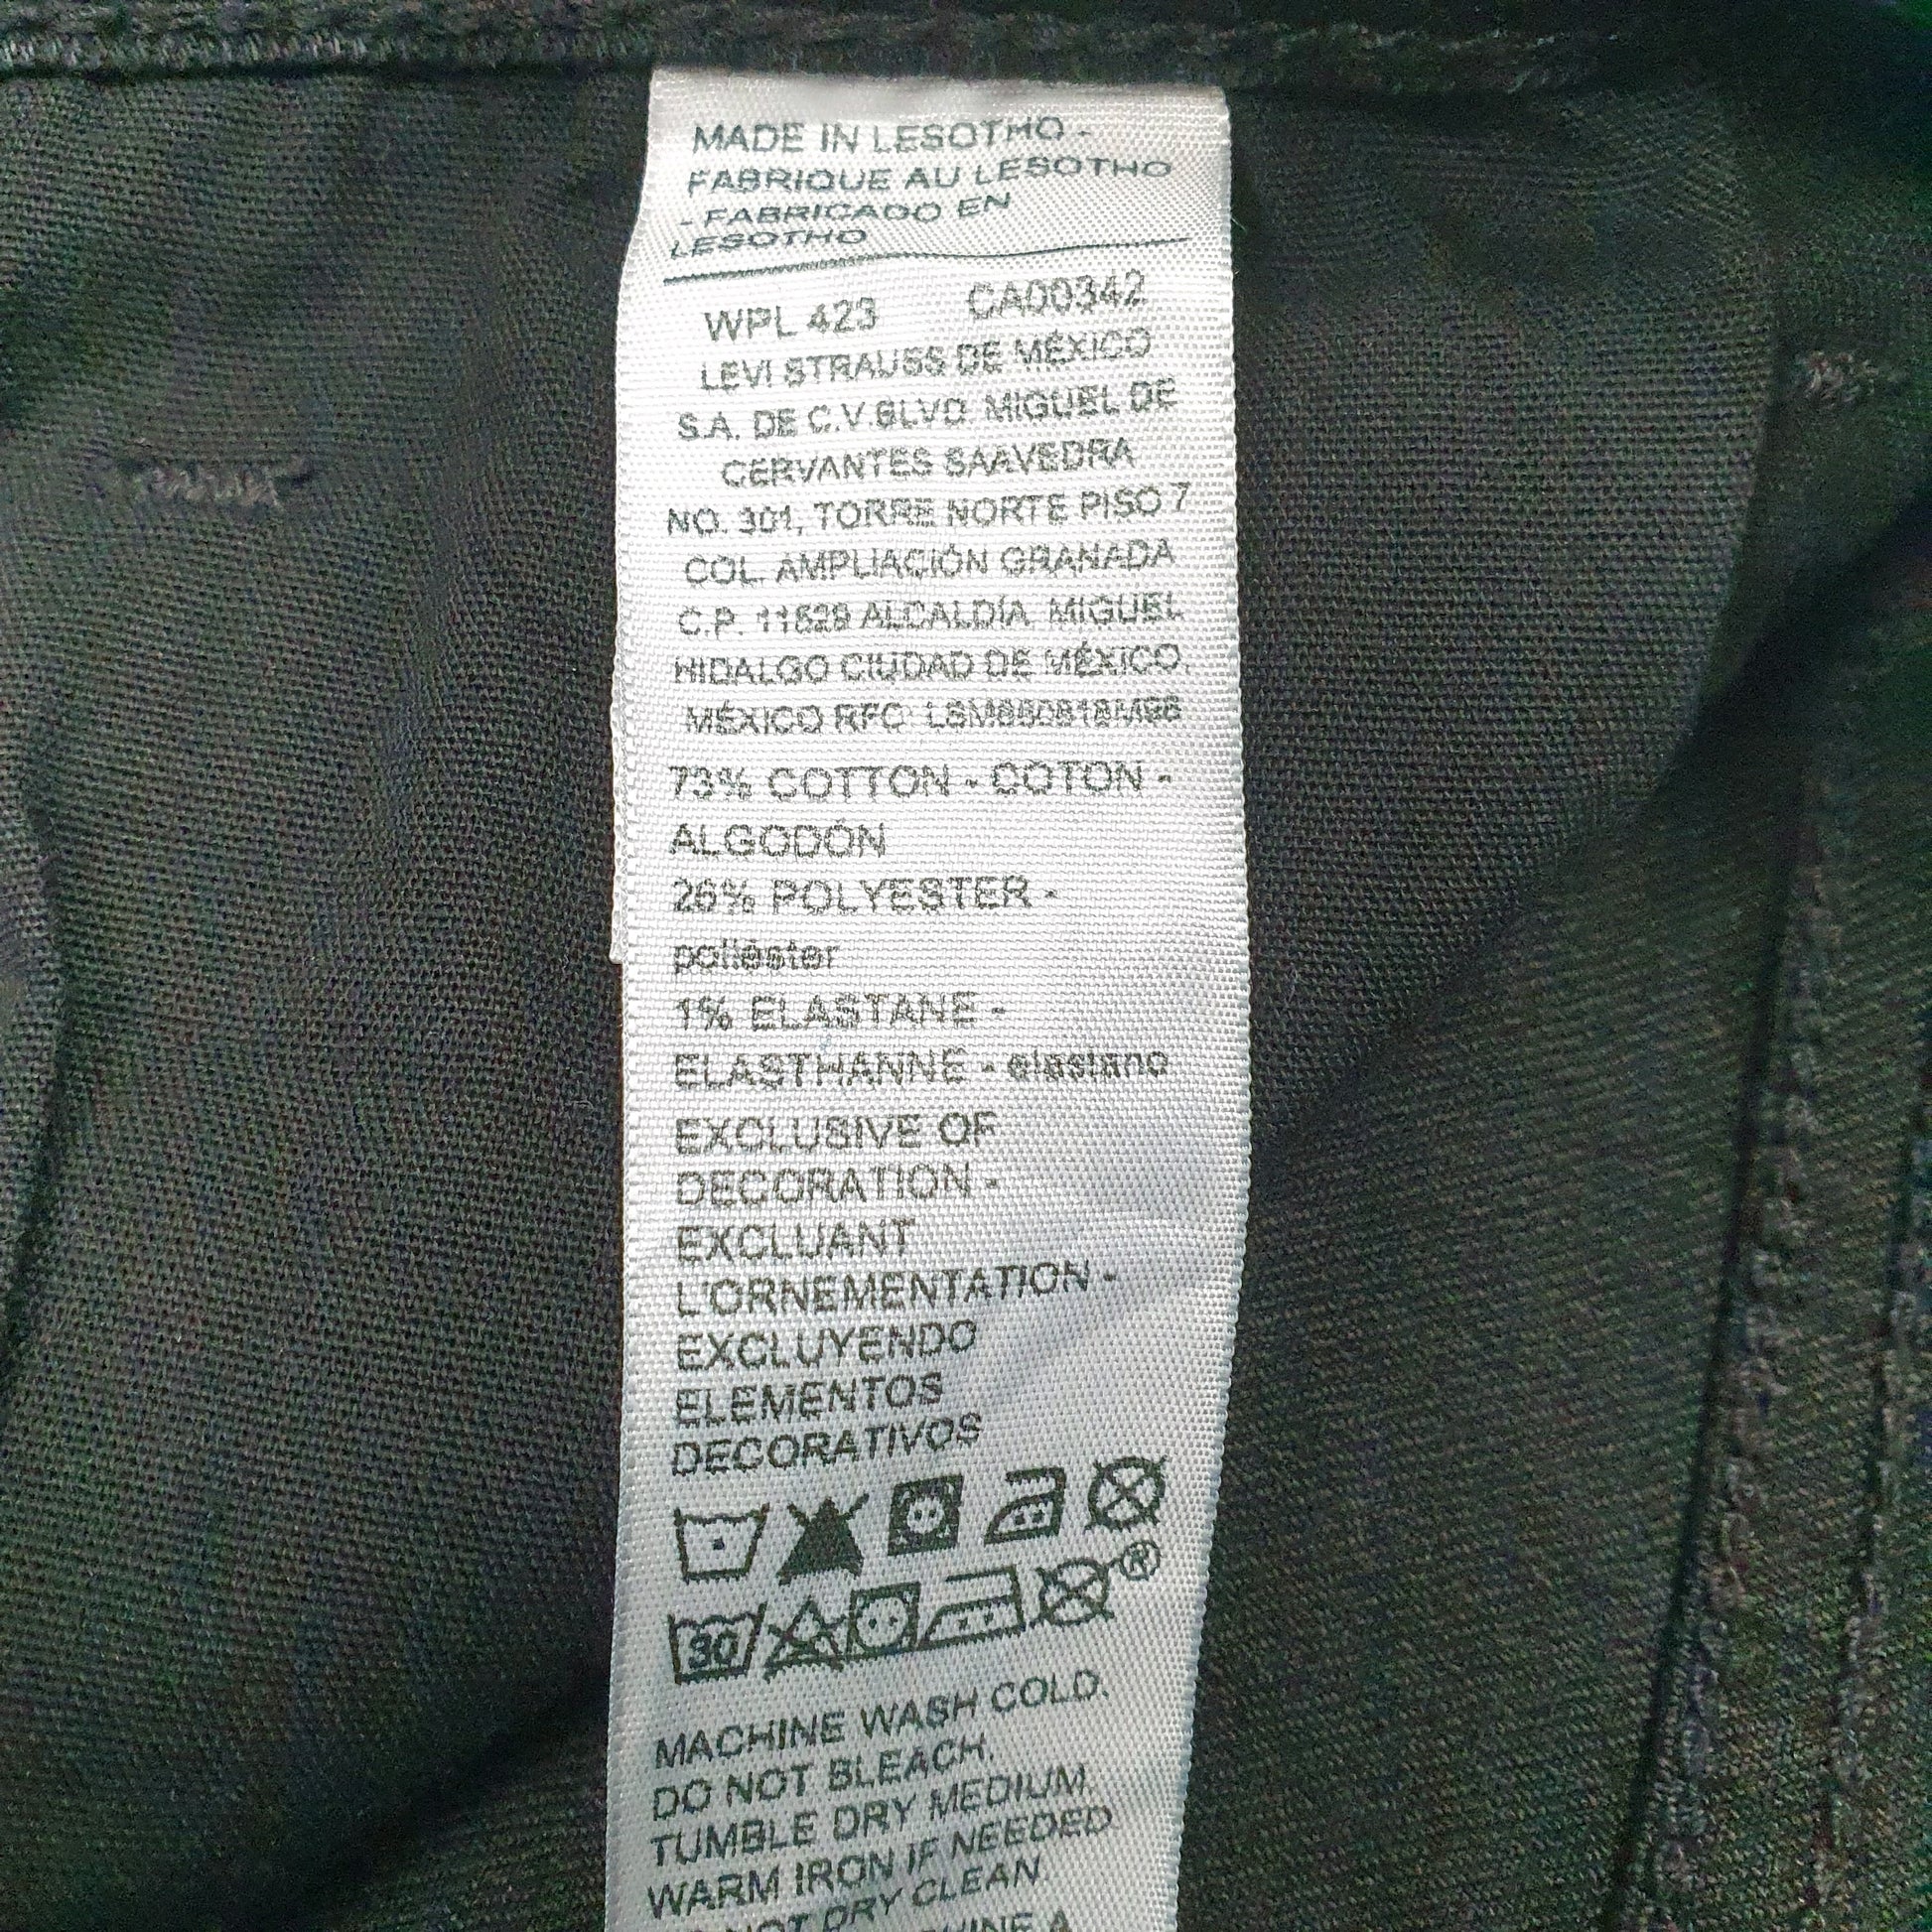 MADE IN LESOTHO -
FABRIQUE AU LESOTHO
- FABRICADO EN
LESOTHO
WPL 423 CA00342
LEVI STRAUSS DE MÉXICO
S.A. DE C.V.BLVD. MIGUEL DE
CERVANTES SAAVEDRA
NO. 301, TORRE NORTE PISO 7
COL. AMPLIACIÓN GRANADA
C.P. 11529 ALCALDÍA MIGUEL
HIDALGO CIUDAD DE MÉXICO,
MÉXICO RFC:
73% COTTON - COTON -
ALGODÓN
26% POLYESTER -
poliéster
1% ELASTANE -
ELASTHANNE - elastano
EXCLUSIVE OF
DECORATION -
EXCLUANT
L'ORNEMENTATION -
EXCLUYENDO
ELEMENTOS
DECORATIVOS
30 ®
MACHINE WASH COLD.
DO NOT BLEACH.
TUMBLE DRY MEDIUM.
WARM IRON IF NEEDED
NOT DRY CLEAN